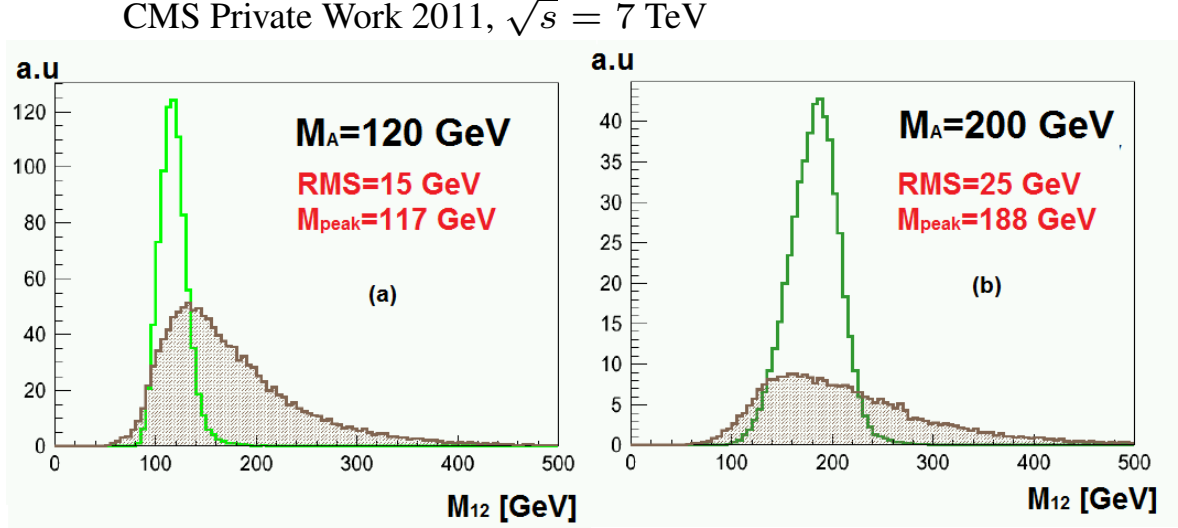 CMS Private Work 2011, √s = 7 TeV
a.u
120
100
80
60
40
20
0
0 100 200 300 400 500
M12 [GeV]
MA=120 GeV
RMS=15 GeV
Mpeak=117 GeV
(a)
a.u
40
35
30
25
20
15
10
5
0
0 100 200 300 400 500
M12 [GeV]
MA=200 GeV
RMS=25 GeV
Mpeak=188 GeV
(b)